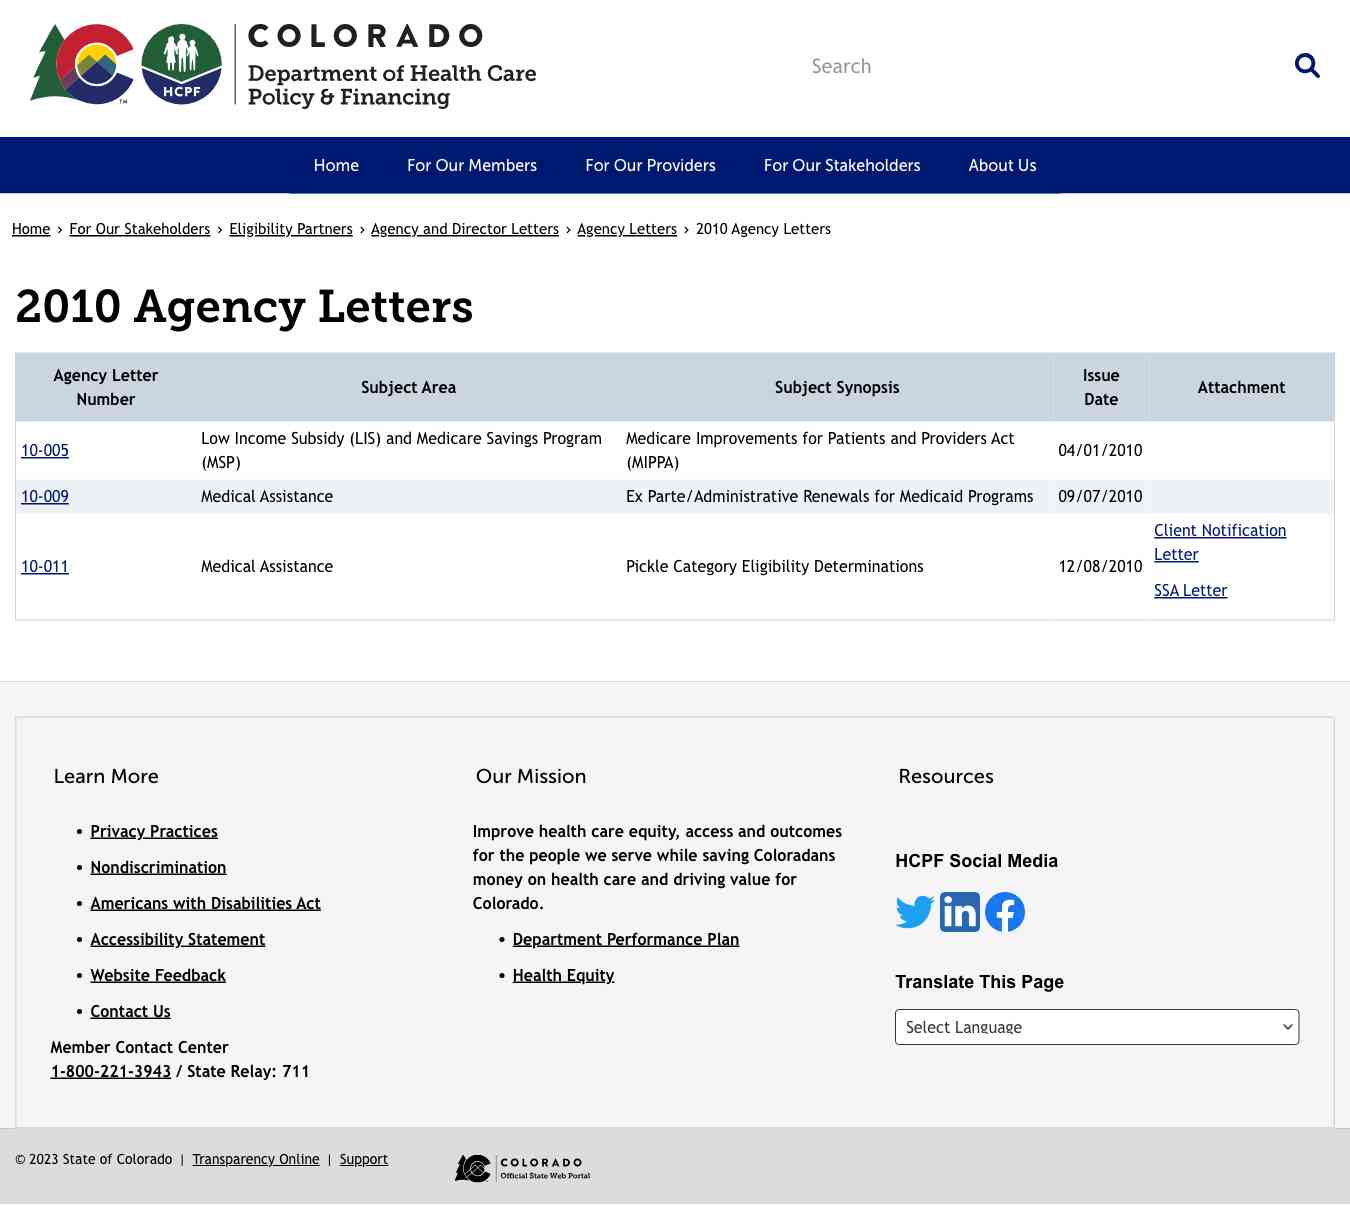 COLORADO
Department of Health Care
Policy & Financing
HCPF
TM
Search
Home For Our Members For Our Providers For Our Stakeholders About Us
Home › For Our Stakeholders › Eligibility Partners › Agency and Director Letters › Agency Letters › 2010 Agency Letters
2010 Agency Letters
Agency Letter Number Subject Area Subject Synopsis Issue Date Attachment
10-005 Low Income Subsidy (LIS) and Medicare Savings Program (MSP) Medicare Improvements for Patients and Providers Act (MIPPA) 04/01/2010
10-009 Medical Assistance Ex Parte/Administrative Renewals for Medicaid Programs 09/07/2010
10-011 Medical Assistance Pickle Category Eligibility Determinations 12/08/2010 Client Notification Letter
SSA Letter
Learn More
• Privacy Practices
• Nondiscrimination
• Americans with Disabilities Act
• Accessibility Statement
• Website Feedback
• Contact Us
Member Contact Center
1-800-221-3943 / State Relay: 711
Our Mission
Improve health care equity, access and outcomes
for the people we serve while saving Coloradans
money on health care and driving value for
Colorado.
• Department Performance Plan
• Health Equity
Resources
HCPF Social Media
in
Translate This Page
Select Language
© 2023 State of Colorado | Transparency Online | Support
COLORADO
Official State Web Portal